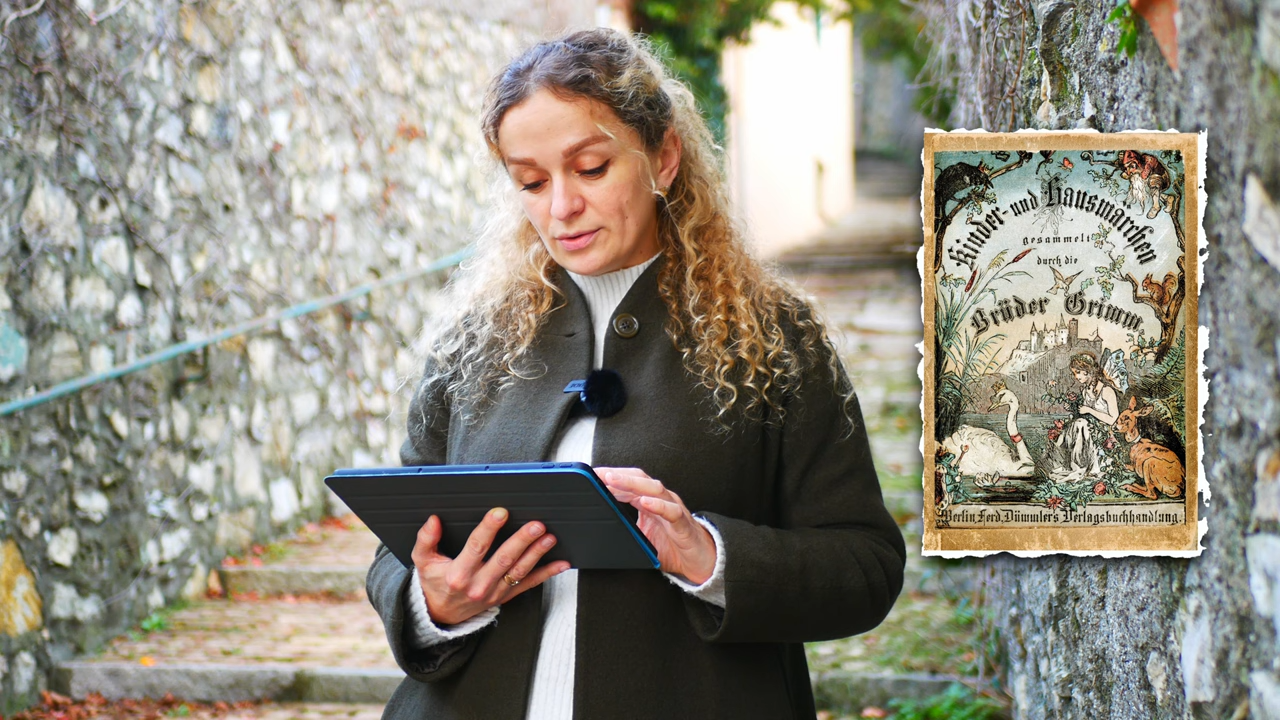 Kinder- und Hausmärchen
gesammelt
durch die
Brüder Grimm
Berlin, Ferd. Dümmlers Verlagsbuchhandlung.